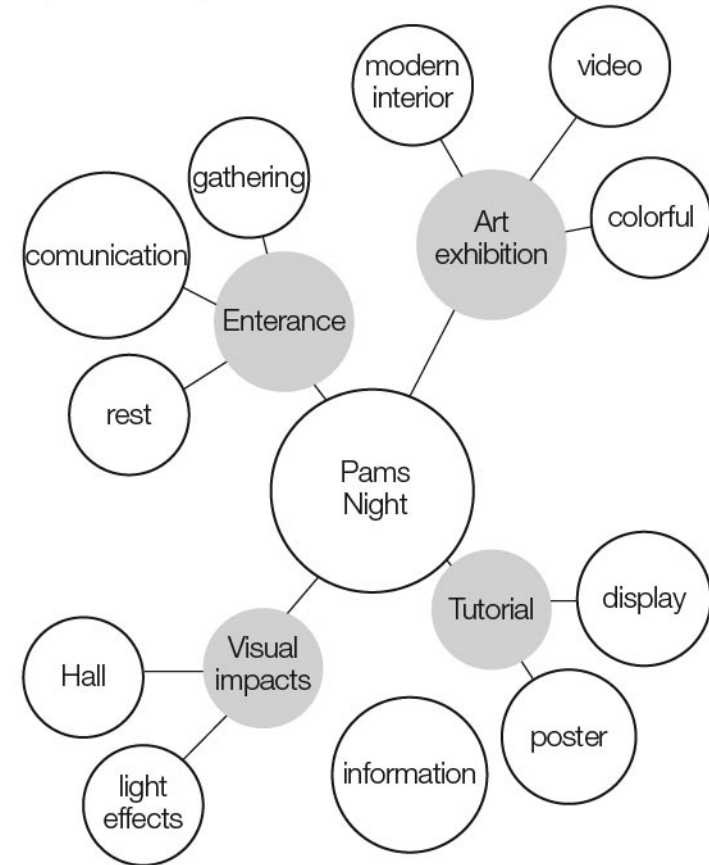 modern
interior
video
gathering
colorful
Art
exhibition
comunication
Enterance
rest
Pams
Night
display
Tutorial
Visual
impacts
Hall
poster
information
light
effects